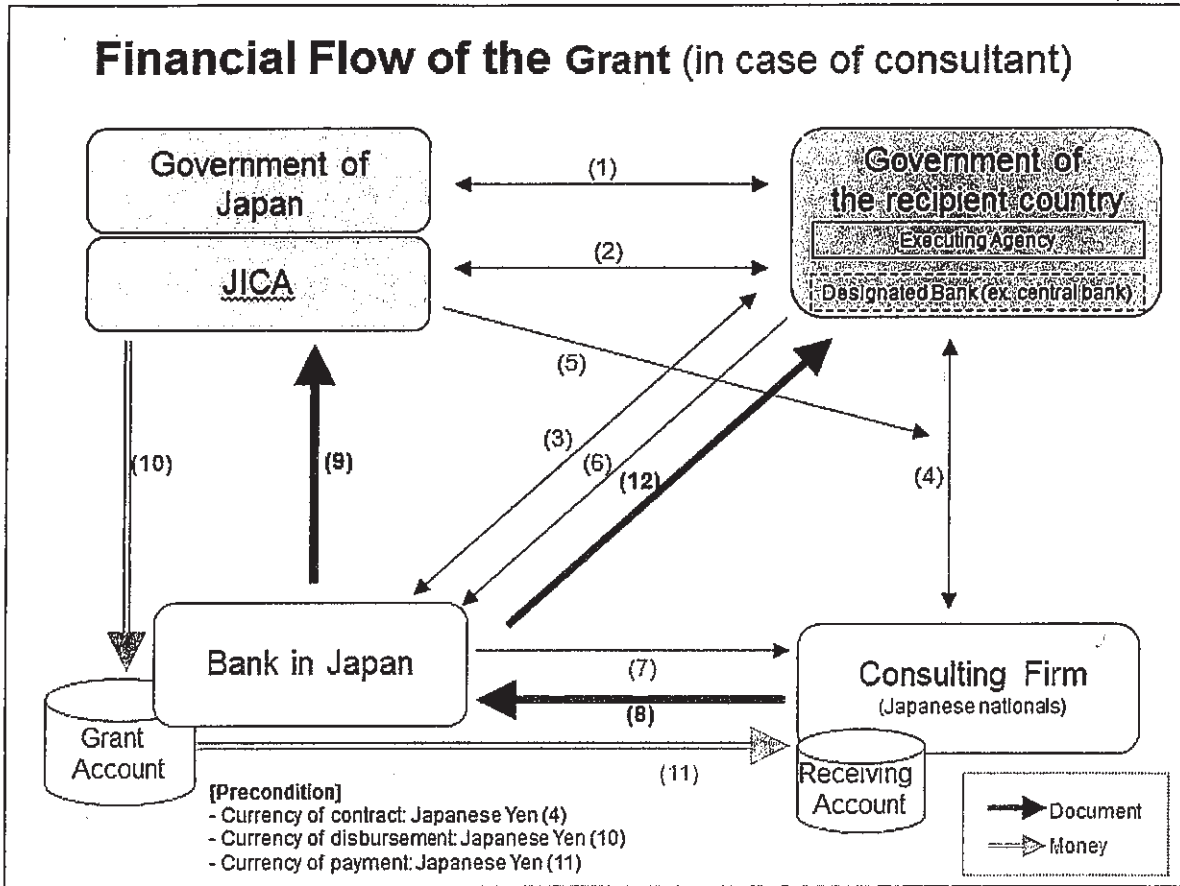 Financial Flow of the Grant (in case of consultant)
Government of
Japan
JICA
(1)
(2)
Government of
the recipient country
Executing Agency
Designated Bank (ex. central bank)
(5)
(3)
(6)
(12)
(4)
(10)
(9)
Bank in Japan
(7)
(8)
Consulting Firm
(Japanese nationals)
Grant
Account
(11)
Receiving
Account
[Precondition]
- Currency of contract: Japanese Yen (4)
- Currency of disbursement: Japanese Yen (10)
- Currency of payment: Japanese Yen (11)
Document
Money